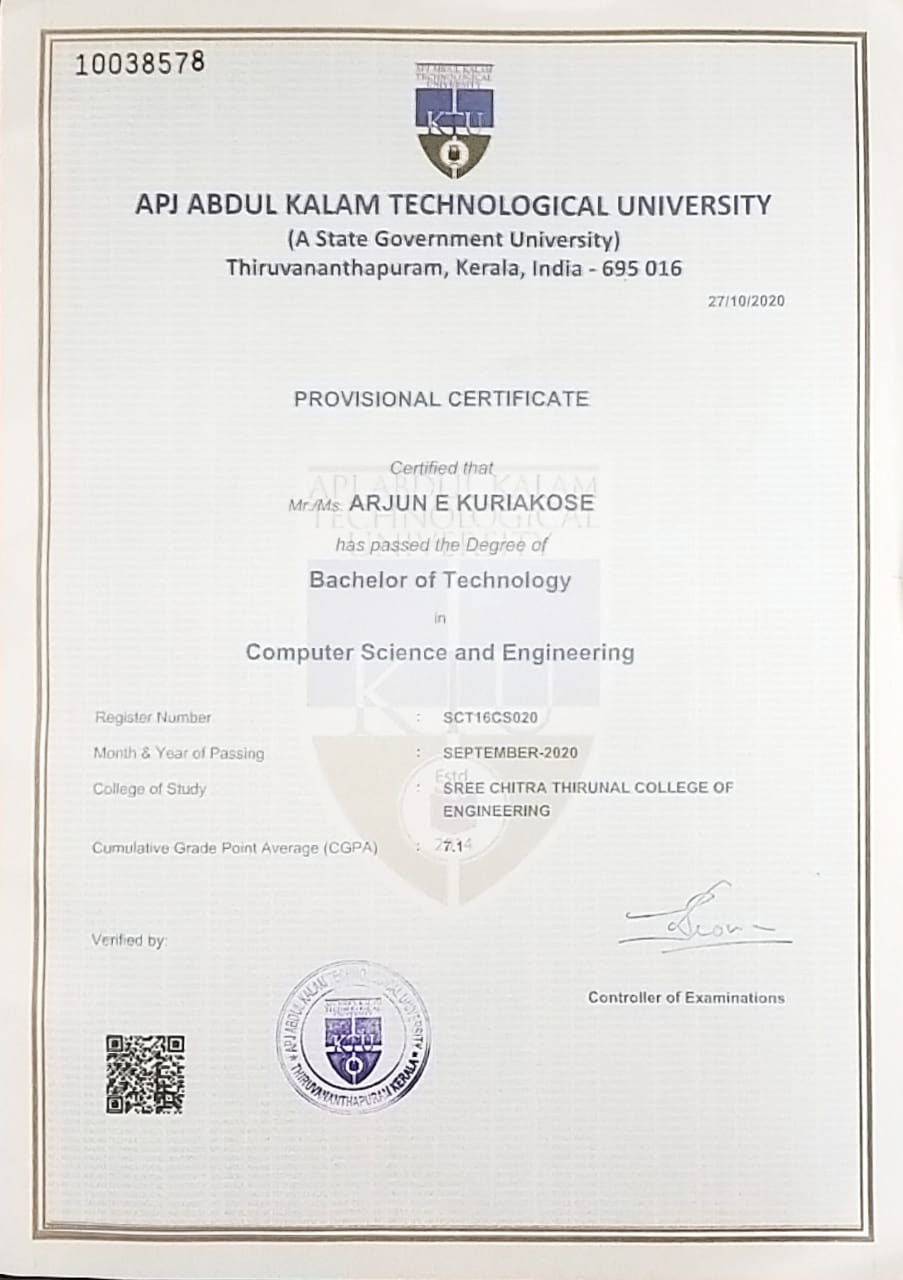 10038578
APJ ABDUL KALAM
TECHNOLOGICAL
UNIVERSITY
KTU
APJ ABDUL KALAM TECHNOLOGICAL UNIVERSITY
(A State Government University)
Thiruvananthapuram, Kerala, India - 695 016
27/10/2020
PROVISIONAL CERTIFICATE
Certified that
APJ ABDUL KALAM
Mr./Ms. ARJUN E KURIAKOSE
TECHNOLOGICAL
has passed the Degree of
UNIVERSITY
Bachelor of Technology
in
Computer Science and Engineering
KTU
Register Number : SCT16CS020
Month & Year of Passing : SEPTEMBER-2020
Estd
College of Study : SREE CHITRA THIRUNAL COLLEGE OF
ENGINEERING
Cumulative Grade Point Average (CGPA) : 7.14
2014
Verified by:
Controller of Examinations
APJ ABDUL KALAM TECHNOLOGICAL UNIVERSITY
KTU
THIRUVANANTHAPURAM KERALA